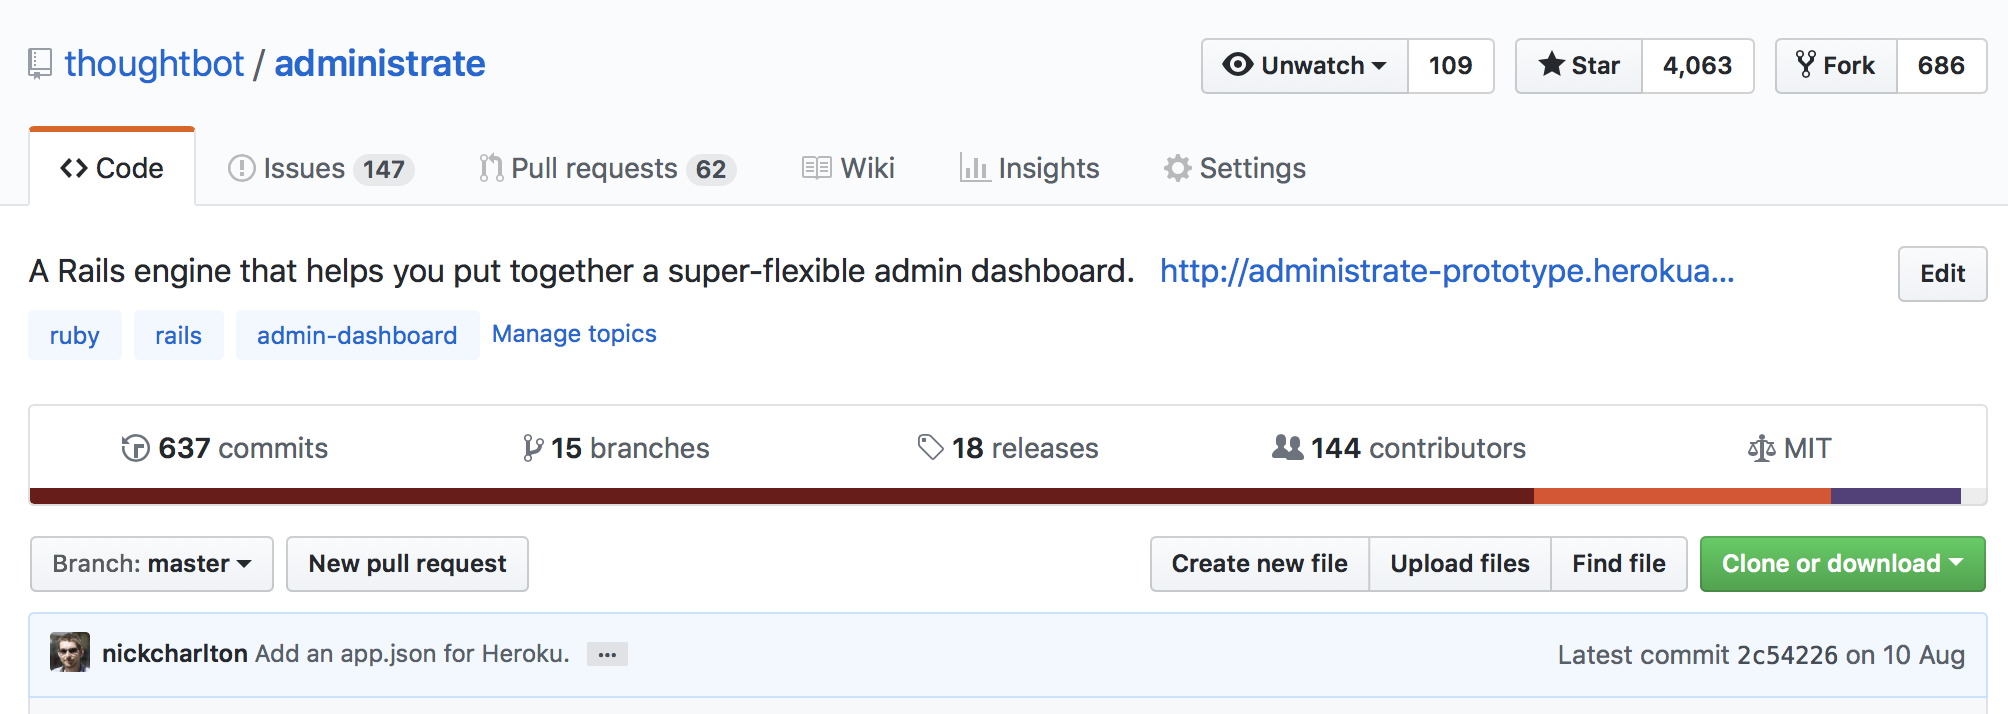 thoughtbot / administrate
Unwatch 109 Star 4,063 Fork 686
Code Issues 147 Pull requests 62 Wiki Insights Settings
A Rails engine that helps you put together a super-flexible admin dashboard. http://administrate-prototype.herokua...
Edit
ruby rails admin-dashboard Manage topics
637 commits 15 branches 18 releases 144 contributors MIT
Branch: master New pull request Create new file Upload files Find file Clone or download
nickcharlton Add an app.json for Heroku. ... Latest commit 2c54226 on 10 Aug